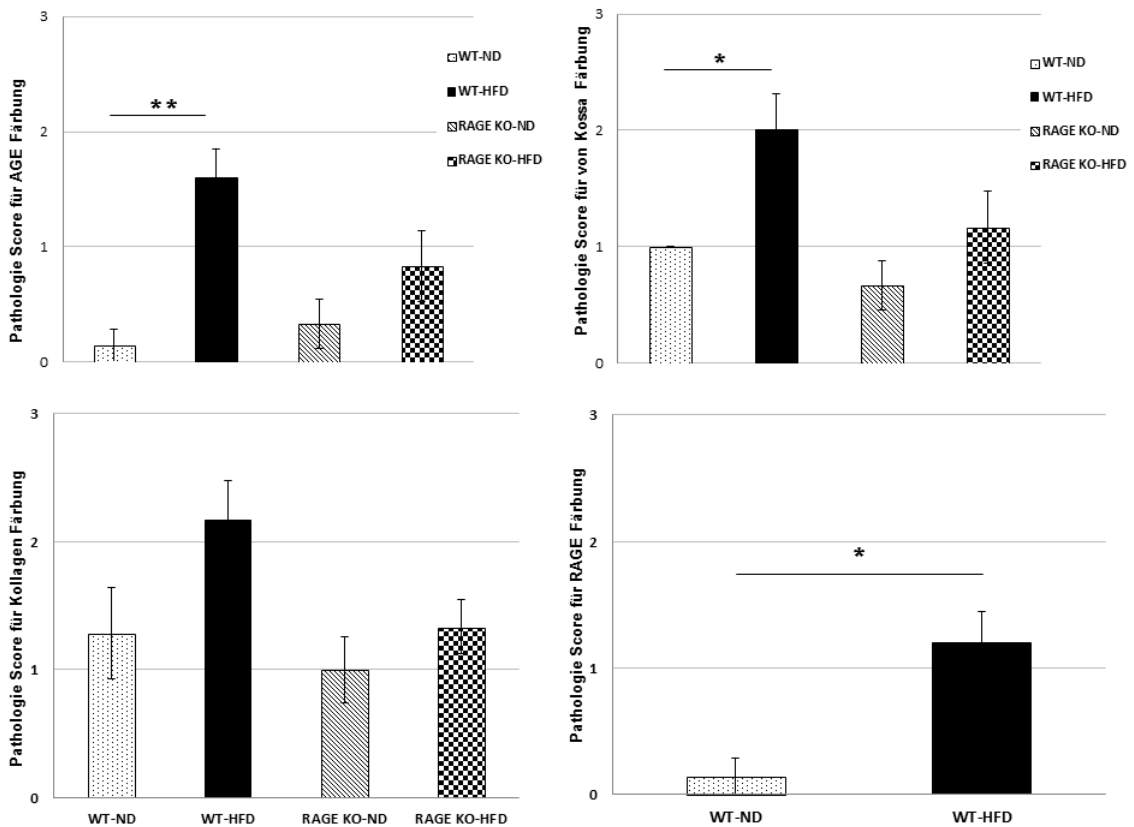 Pathologie Score für AGE Färbung
3
2
1
0
**
WT-ND
WT-HFD
RAGE KO-ND
RAGE KO-HFD
Pathologie Score für von Kossa Färbung
3
2
1
0
*
WT-ND
WT-HFD
RAGE KO-ND
RAGE KO-HFD
Pathologie Score für Kollagen Färbung
3
2
1
0
WT-ND WT-HFD RAGE KO-ND RAGE KO-HFD
Pathologie Score für RAGE Färbung
3
2
1
0
*
WT-ND WT-HFD